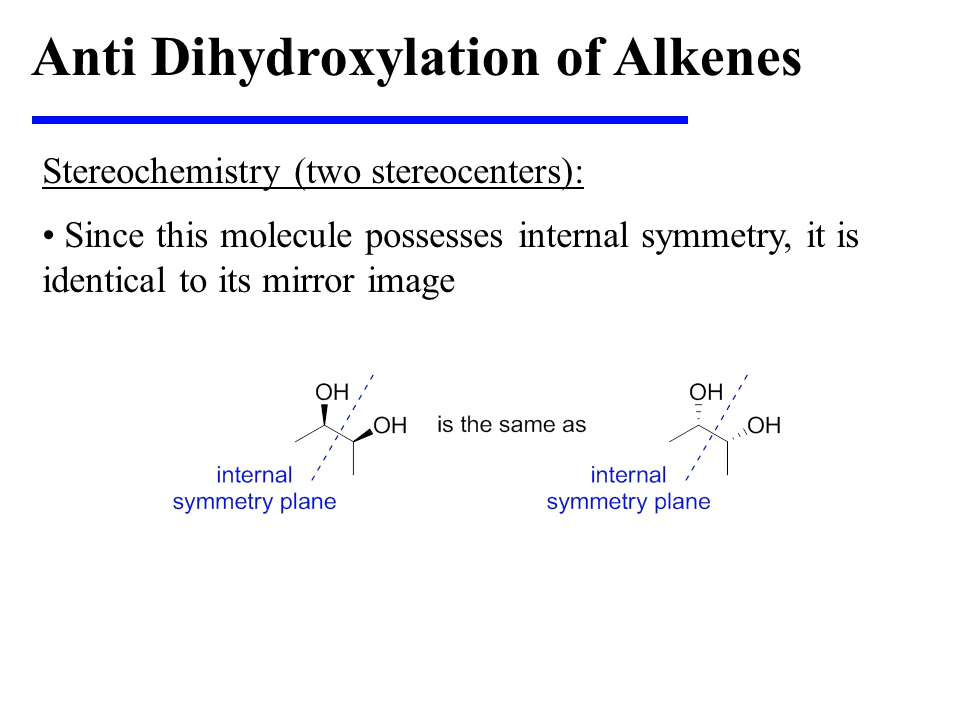 Anti Dihydroxylation of Alkenes
Stereochemistry (two stereocenters):
• Since this molecule possesses internal symmetry, it is
identical to its mirror image
OH
OH
internal
symmetry plane
is the same as
OH
OH
internal
symmetry plane